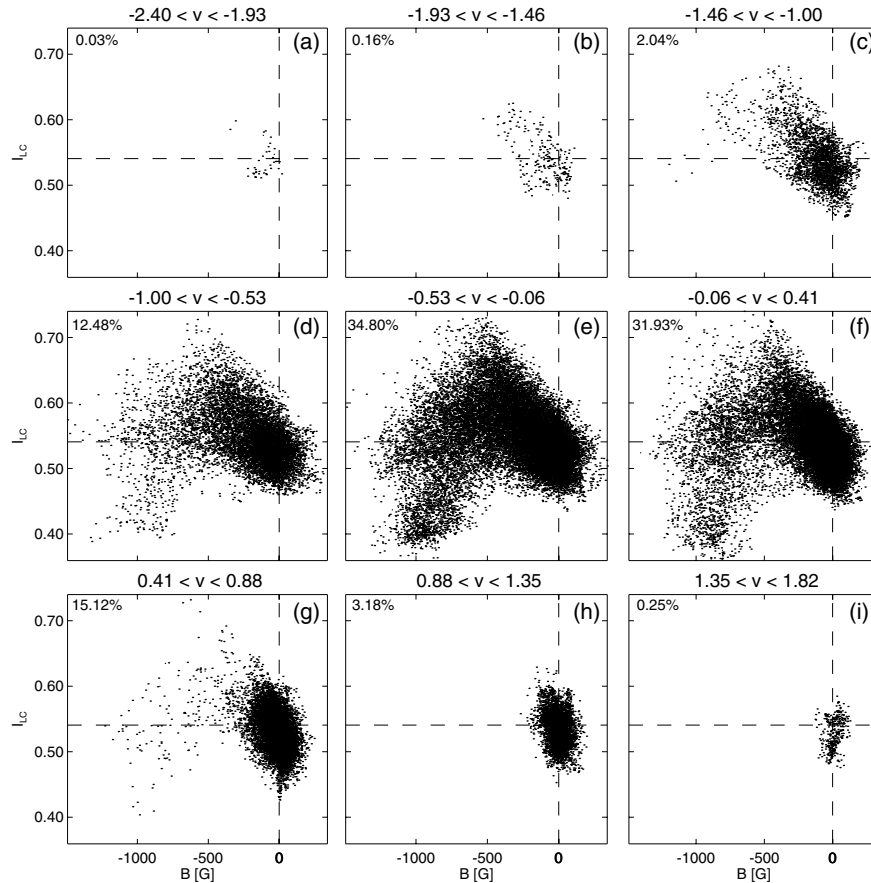 -2.40 < v < -1.93
-1.93 < v < -1.46
-1.46 < v < -1.00
0.03%
(a)
0.16%
(b)
2.04%
(c)
0.70
0.60
0.50
0.40
I_LC
-1.00 < v < -0.53
-0.53 < v < -0.06
-0.06 < v < 0.41
12.48%
(d)
34.80%
(e)
31.93%
(f)
0.70
0.60
0.50
0.40
I_LC
0.41 < v < 0.88
0.88 < v < 1.35
1.35 < v < 1.82
15.12%
(g)
3.18%
(h)
0.25%
(i)
0.70
0.60
0.50
0.40
I_LC
-1000 -500 0
-1000 -500 0
-1000 -500 0
B [G]
B [G]
B [G]